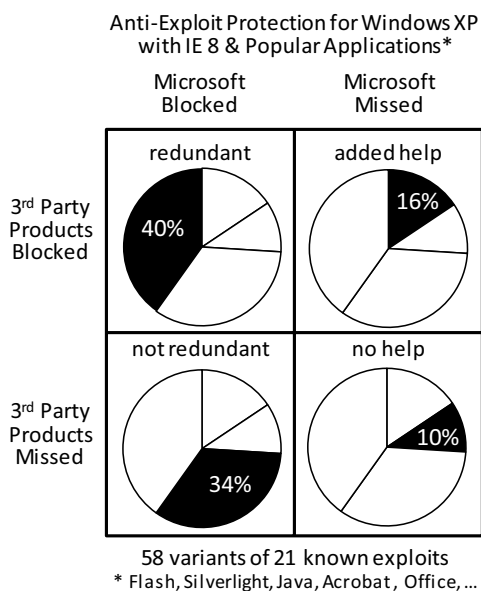 Anti-Exploit Protection for Windows XP
with IE 8 & Popular Applications*
Microsoft
Blocked
Microsoft
Missed
3rd Party
Products
Blocked
redundant
40%
added help
16%
3rd Party
Products
Missed
not redundant
34%
no help
10%
58 variants of 21 known exploits
* Flash, Silverlight, Java, Acrobat, Office, ...